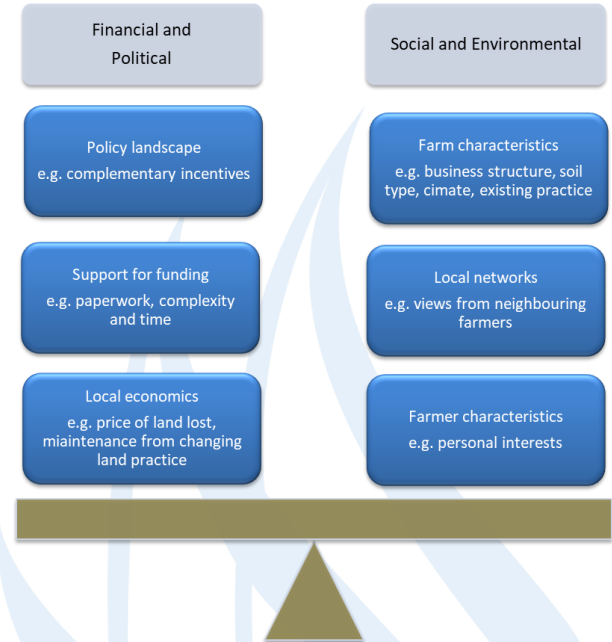 Financial and
Political
Social and Environmental
Policy landscape
e.g. complementary incentives
Support for funding
e.g. paperwork, complexity
and time
Local economics
e.g. price of land lost,
miaintenance from changing
land practice
Farm characteristics
e.g. business structure, soil
type, cimate, existing practice
Local networks
e.g. views from neighbouring
farmers
Farmer characteristics
e.g. personal interests